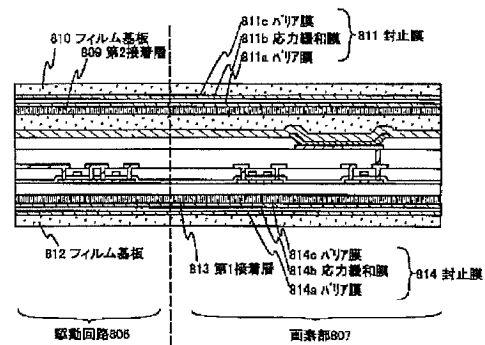 810 フィルム基板
809 第2接着層
811c バリア膜
811b 応力緩和膜
811a バリア膜
811 封止膜
812 フィルム基板
813 第1接着層
814c バリア膜
814b 応力緩和膜
814a バリア膜
814 封止膜
駆動回路806
画素部807